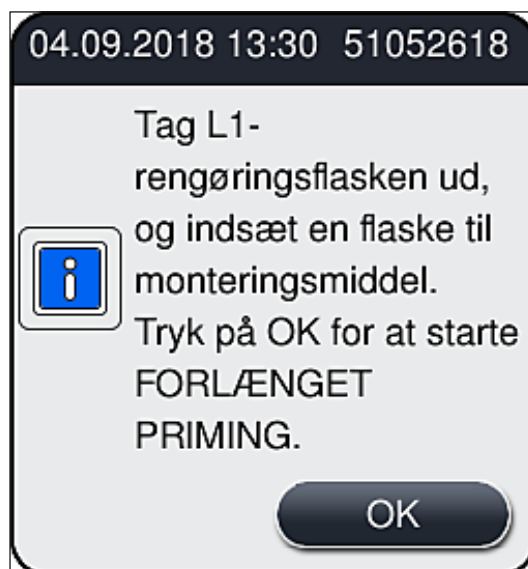 04.09.2018 13:30 51052618
Tag L1-
rengøringsflasken ud,
og indsæt en flaske til
monteringsmiddel.
Tryk på OK for at starte
FORLÆNGET
PRIMING.
OK